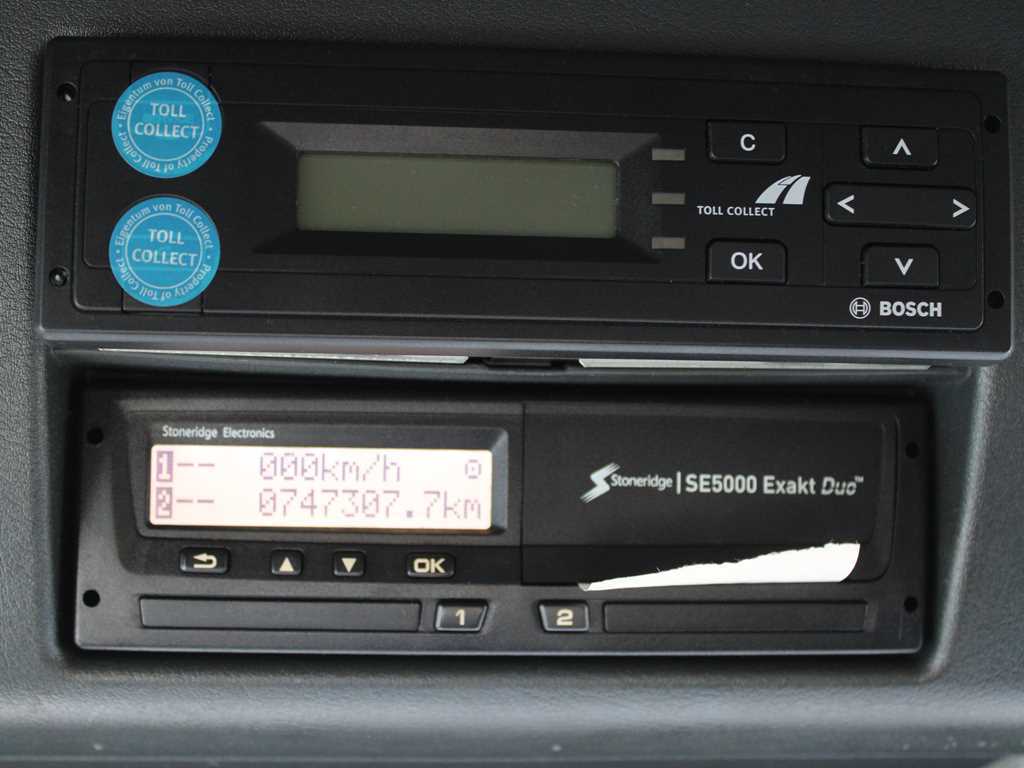 Eigentum von Toll Collect
TOLL
COLLECT
Property of Toll Collect
Eigentum von Toll Collect
TOLL
COLLECT
Property of Toll Collect
C
TOLL COLLECT
OK
BOSCH
Stoneridge Electronics
1-- 000km/h
2-- 0747307.7km
Stoneridge | SE5000 Exakt Duo™
OK
1
2